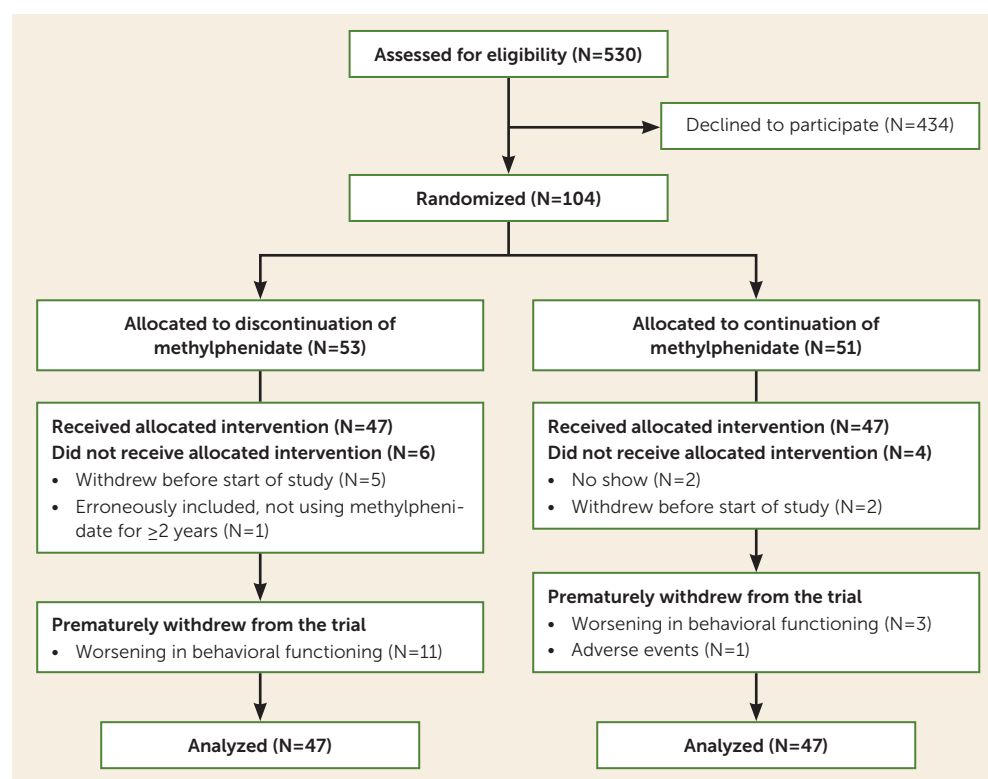 Assessed for eligibility (N=530)
Declined to participate (N=434)
Randomized (N=104)
Allocated to discontinuation of
methylphenidate (N=53)
Allocated to continuation of
methylphenidate (N=51)
Received allocated intervention (N=47)
Did not receive allocated intervention (N=6)
• Withdrew before start of study (N=5)
• Erroneously included, not using methylpheni-
date for ≥2 years (N=1)
Received allocated intervention (N=47)
Did not receive allocated intervention (N=4)
• No show (N=2)
• Withdrew before start of study (N=2)
Prematurely withdrew from the trial
• Worsening in behavioral functioning (N=11)
Prematurely withdrew from the trial
• Worsening in behavioral functioning (N=3)
• Adverse events (N=1)
Analyzed (N=47)
Analyzed (N=47)